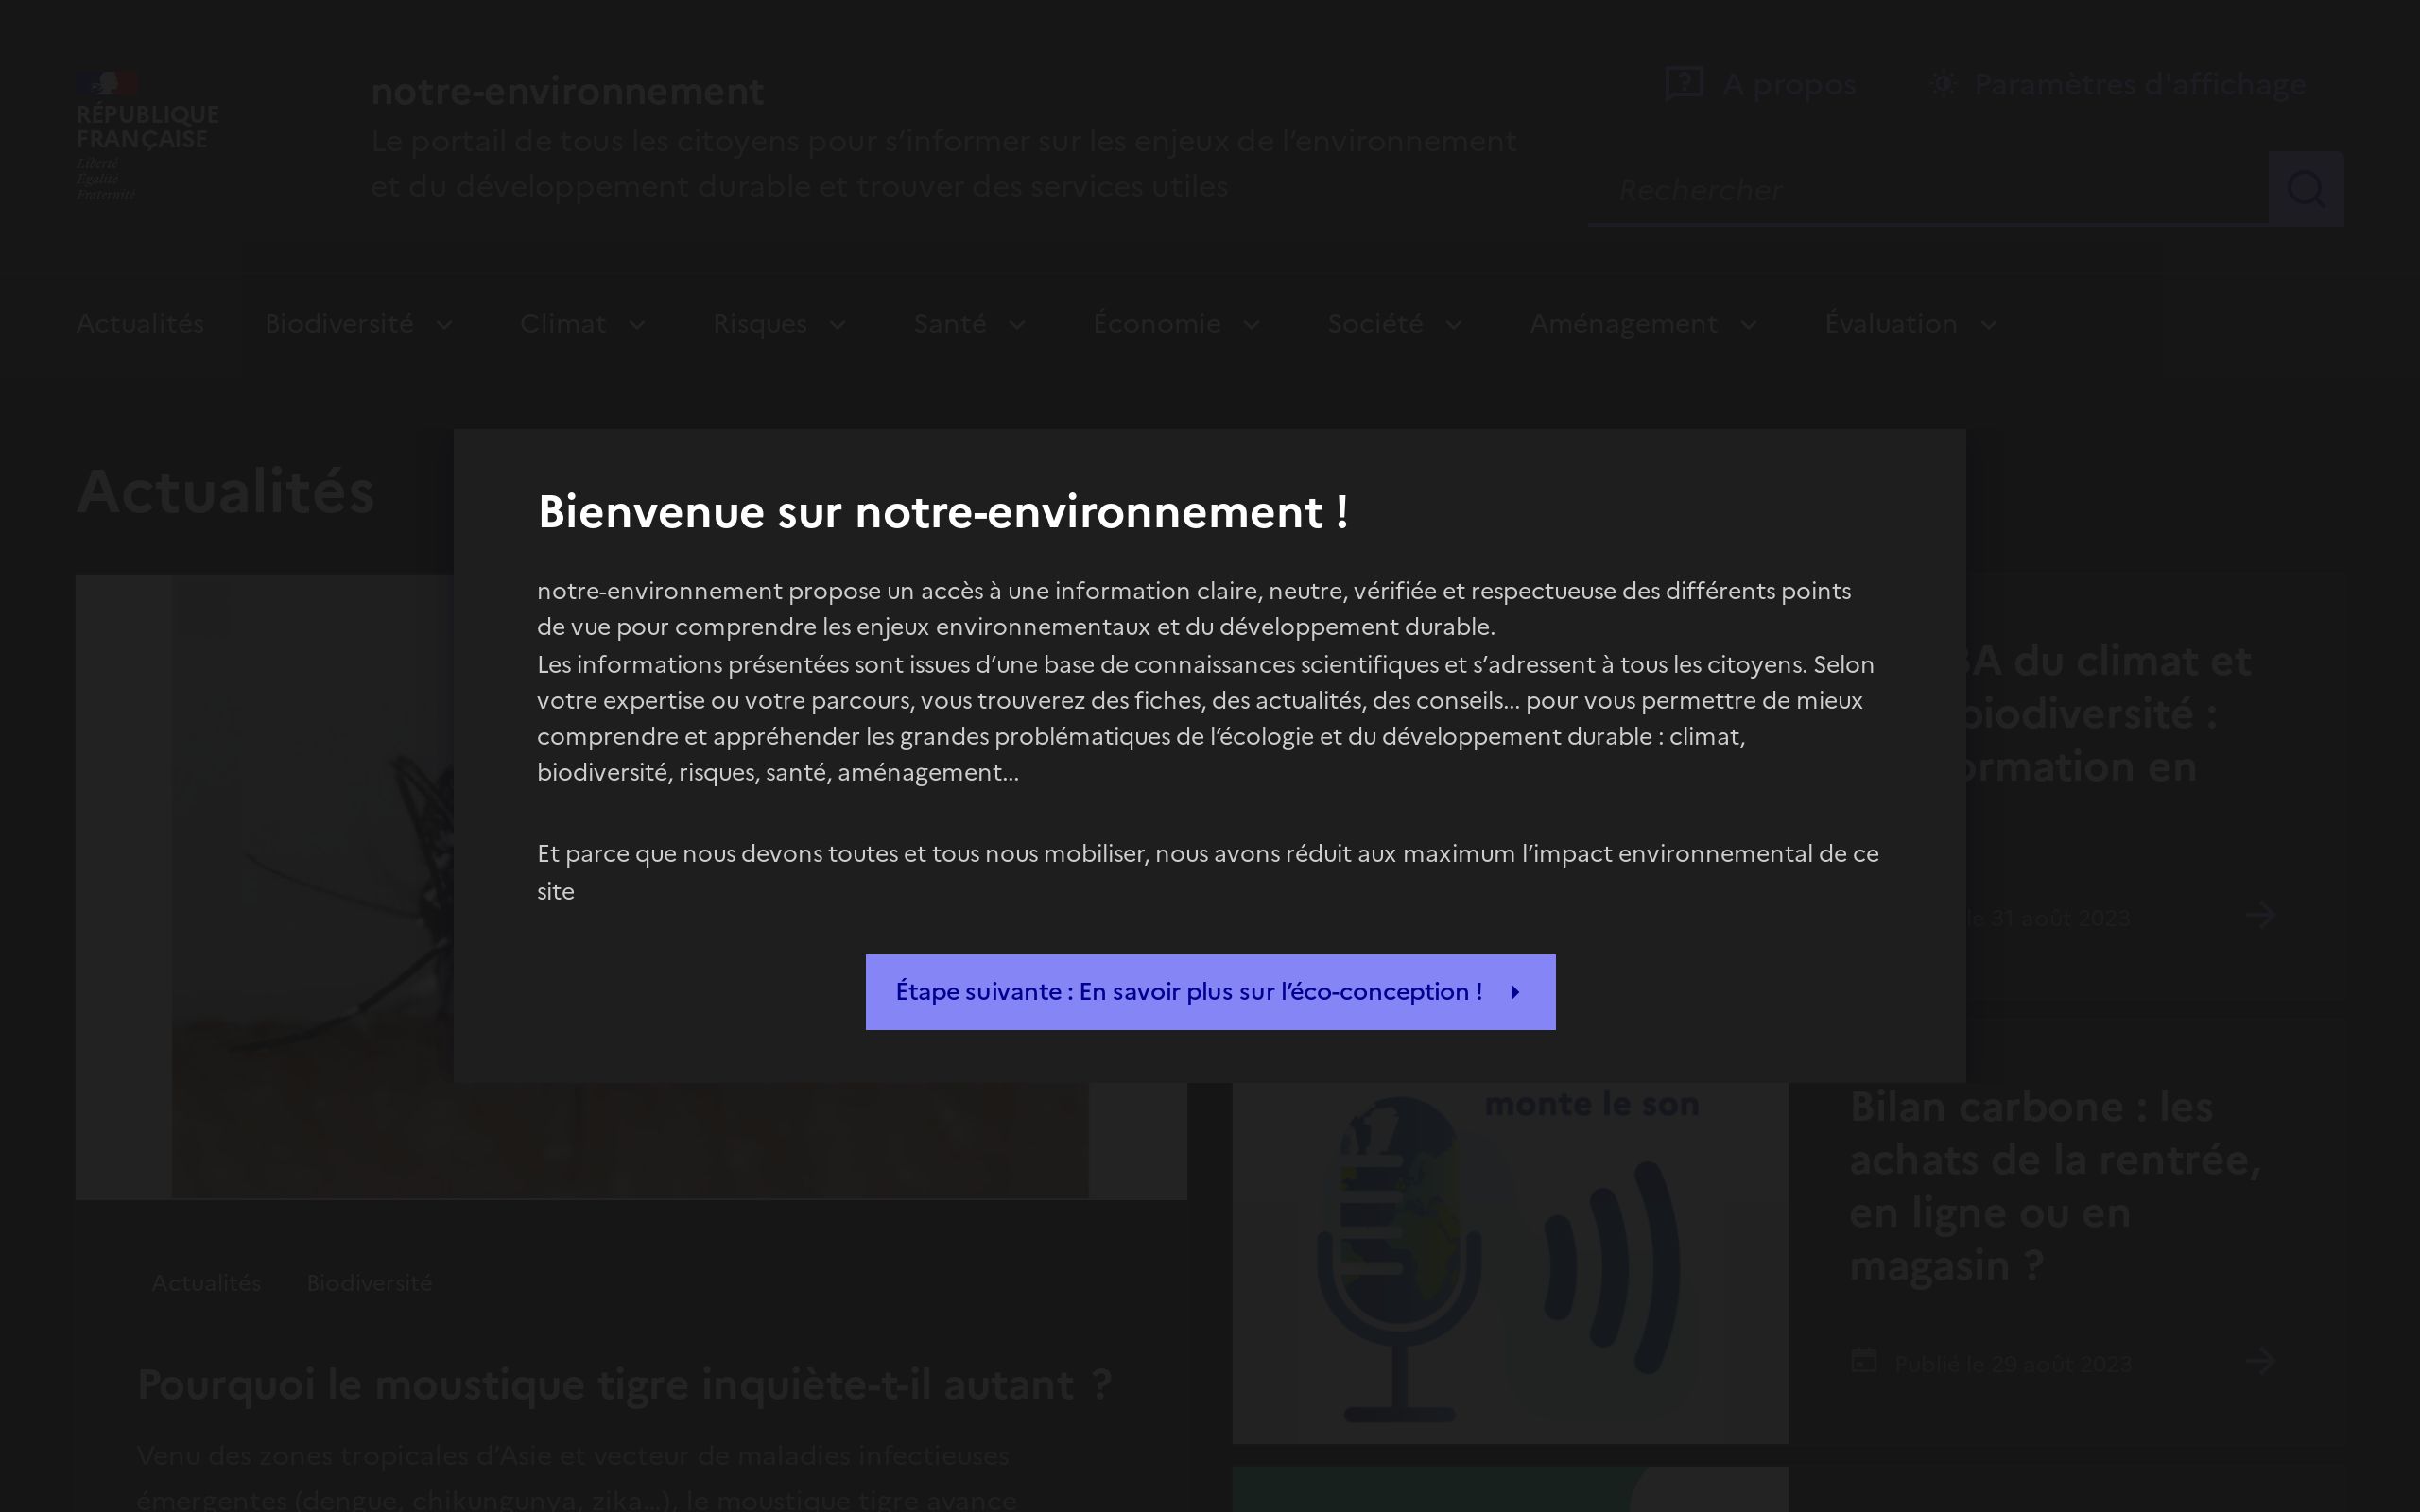 RÉPUBLIQUE
FRANÇAISE
Liberté
Égalité
Fraternité
notre-environnement
Le portail de tous les citoyens pour s’informer sur les enjeux de l’environnement
et du développement durable et trouver des services utiles
A propos
Paramètres d'affichage
Rechercher
Actualités Biodiversité Climat Risques Santé Économie Société Aménagement Évaluation
Actualités
Bienvenue sur notre-environnement !
notre-environnement propose un accès à une information claire, neutre, vérifiée et respectueuse des différents points
de vue pour comprendre les enjeux environnementaux et du développement durable.
Les informations présentées sont issues d’une base de connaissances scientifiques et s’adressent à tous les citoyens. Selon
votre expertise ou votre parcours, vous trouverez des fiches, des actualités, des conseils... pour vous permettre de mieux
comprendre et appréhender les grandes problématiques de l’écologie et du développement durable : climat,
biodiversité, risques, santé, aménagement...
Et parce que nous devons toutes et tous nous mobiliser, nous avons réduit aux maximum l’impact environnemental de ce
site
Étape suivante : En savoir plus sur l’éco-conception !
du climat et
biodiversité :
en
le 31 août 2023
monte le son
Bilan carbone : les
achats de la rentrée,
en ligne ou en
magasin ?
Publié le 29 août 2023
Actualités Biodiversité
Pourquoi le moustique tigre inquiète-t-il autant ?
Venu des zones tropicales d’Asie et vecteur de maladies infectieuses
émergentes (dengue, chikungunya, zika…), le moustique tigre avance